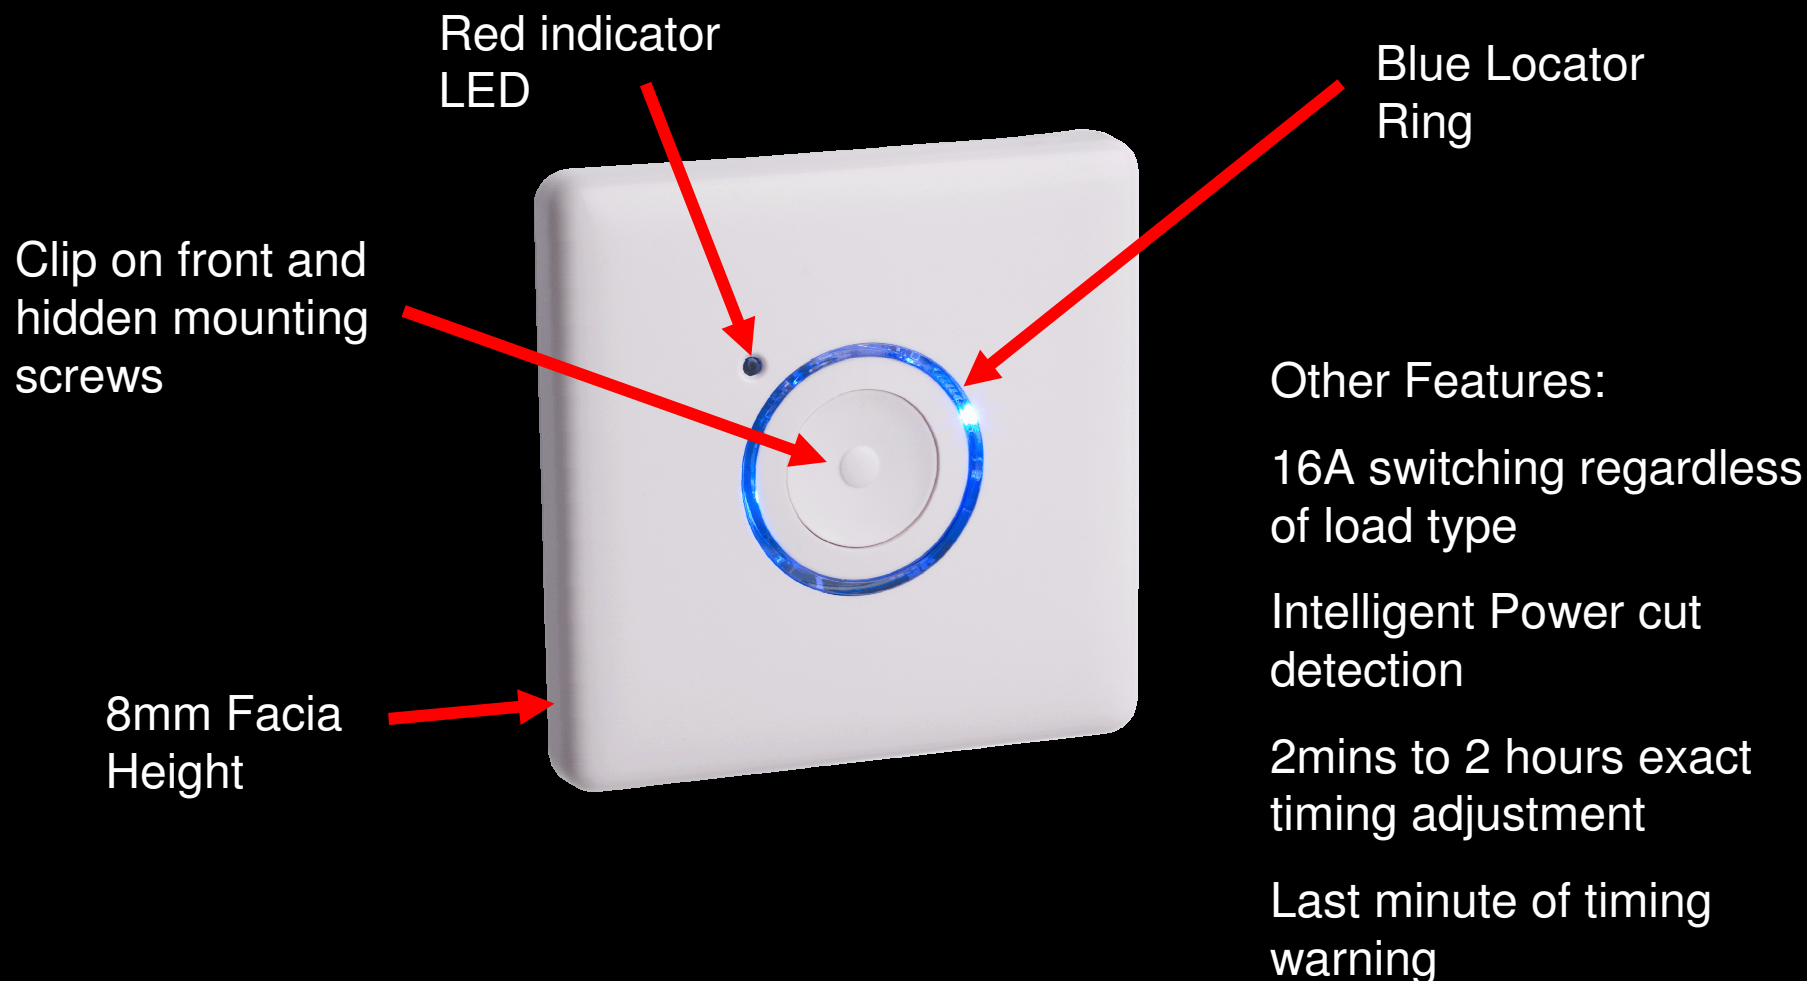 Red indicator
LED
Blue Locator
Ring
Clip on front and
hidden mounting
screws
8mm Facia
Height
Other Features:
16A switching regardless
of load type
Intelligent Power cut
detection
2mins to 2 hours exact
timing adjustment
Last minute of timing
warning